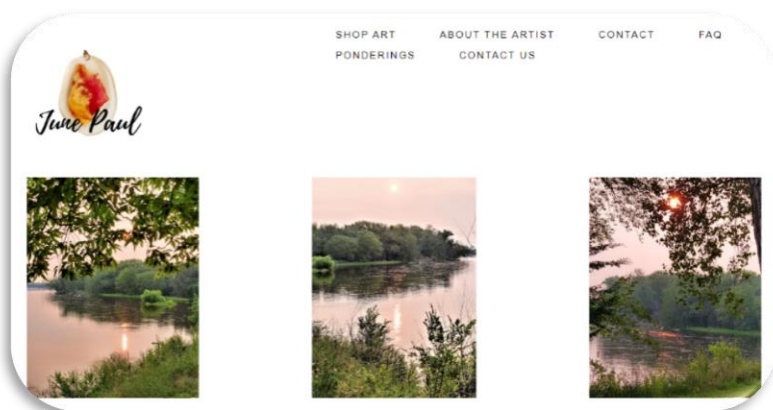 SHOP ART ABOUT THE ARTIST CONTACT FAQ
PONDERINGS CONTACT US
June Paul